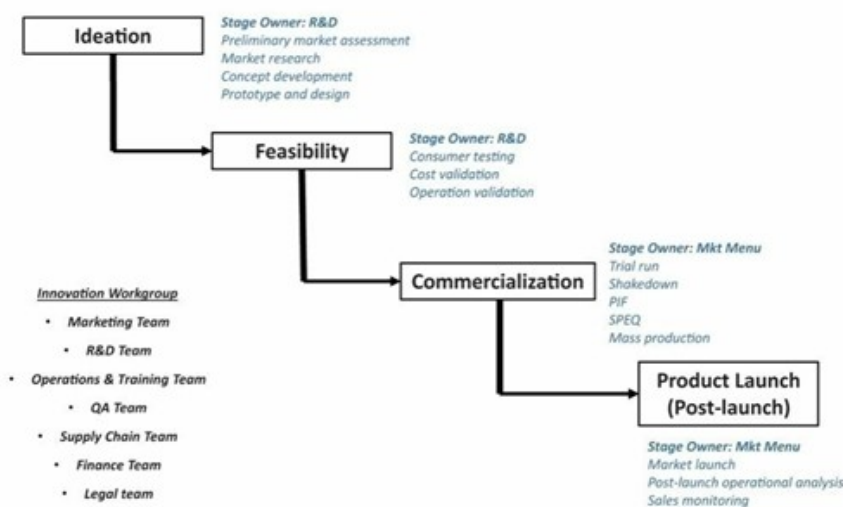 Ideation
Stage Owner: R&D
Preliminary market assessment
Market research
Concept development
Prototype and design
Feasibility
Stage Owner: R&D
Consumer testing
Cost validation
Operation validation
Commercialization
Stage Owner: Mkt Menu
Trial run
Shakedown
PIF
SPEQ
Mass production
Innovation Workgroup
• Marketing Team
• R&D Team
• Operations & Training Team
• QA Team
• Supply Chain Team
• Finance Team
• Legal team
Product Launch
(Post-launch)
Stage Owner: Mkt Menu
Market launch
Post-launch operational analysis
Sales monitoring